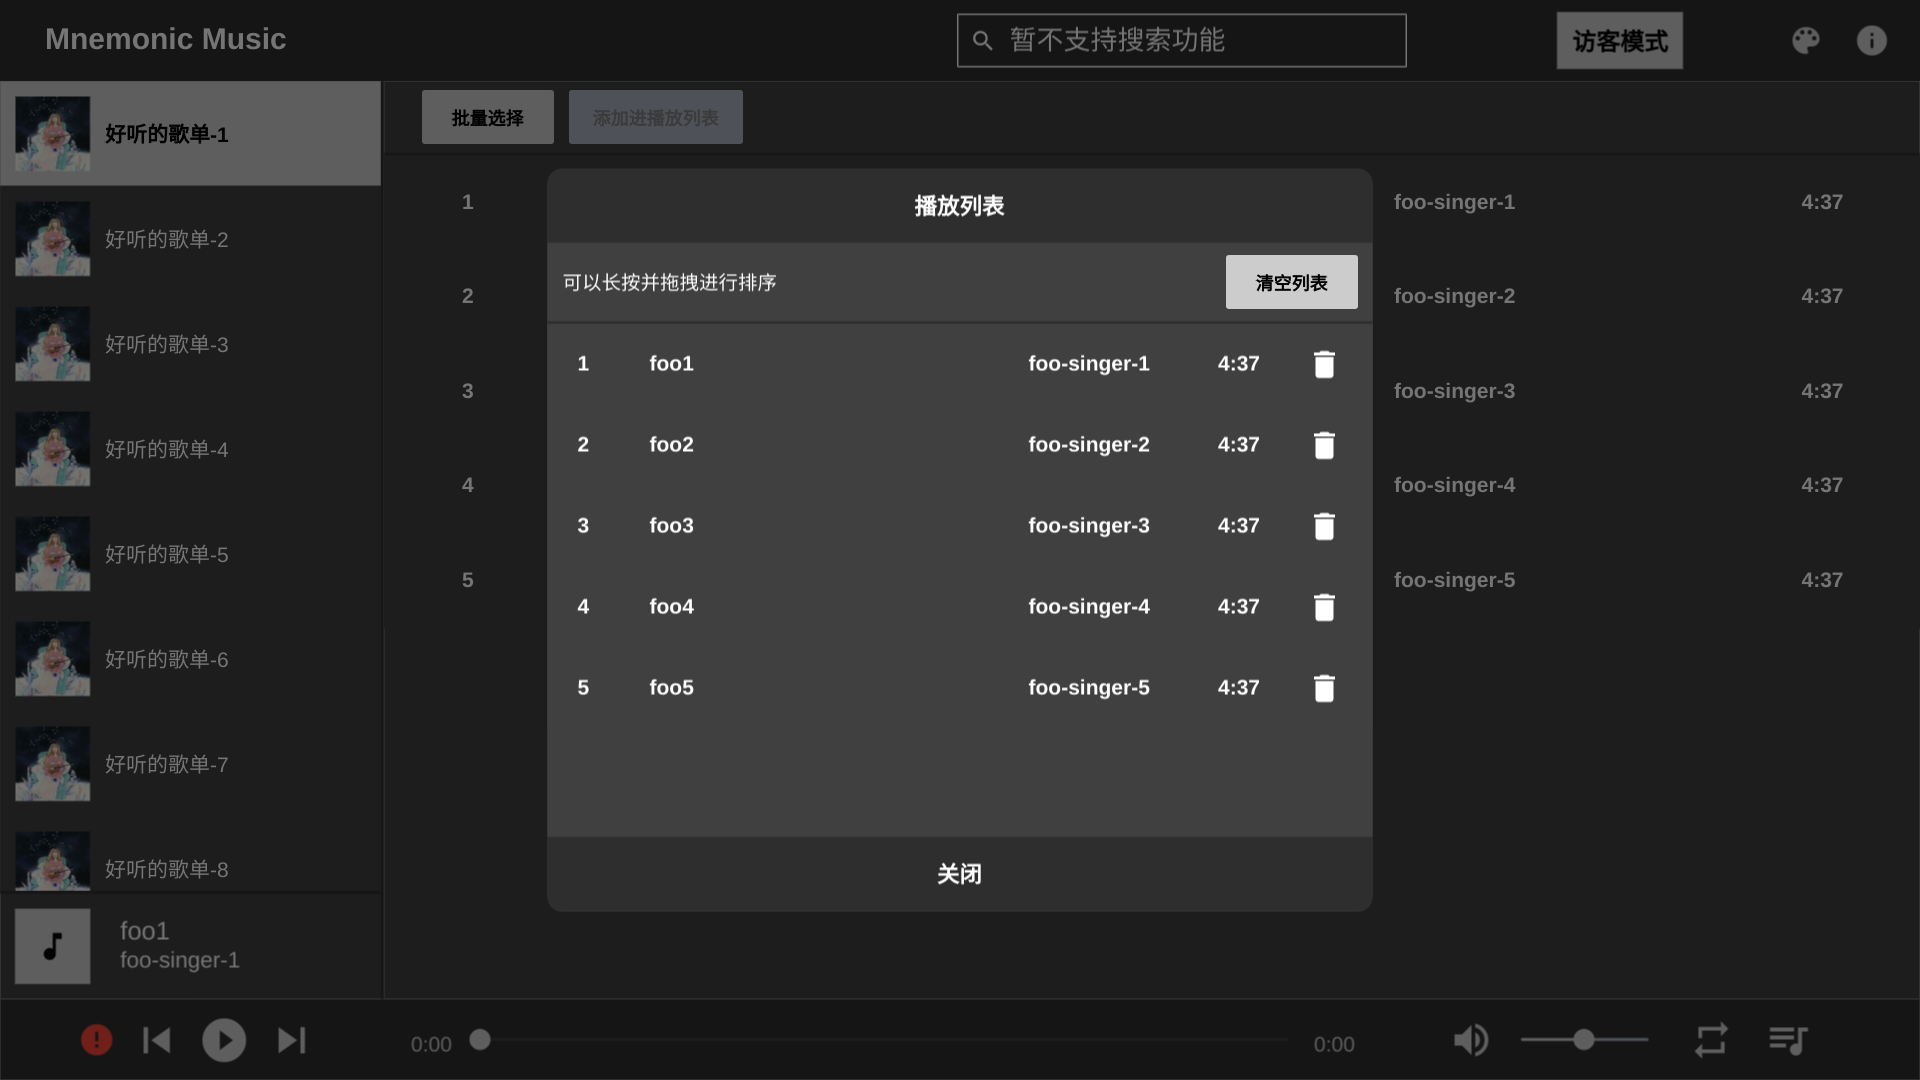 Mnemonic Music
暂不支持搜索功能
访客模式
好听的歌单-1
好听的歌单-2
好听的歌单-3
好听的歌单-4
好听的歌单-5
好听的歌单-6
好听的歌单-7
好听的歌单-8
foo1
foo-singer-1
批量选择 添加进播放列表
1 foo-singer-1 4:37
2 foo-singer-2 4:37
3 foo-singer-3 4:37
4 foo-singer-4 4:37
5 foo-singer-5 4:37
播放列表
可以长按并拖拽进行排序 清空列表
1 foo1 foo-singer-1 4:37
2 foo2 foo-singer-2 4:37
3 foo3 foo-singer-3 4:37
4 foo4 foo-singer-4 4:37
5 foo5 foo-singer-5 4:37
关闭
0:00 0:00